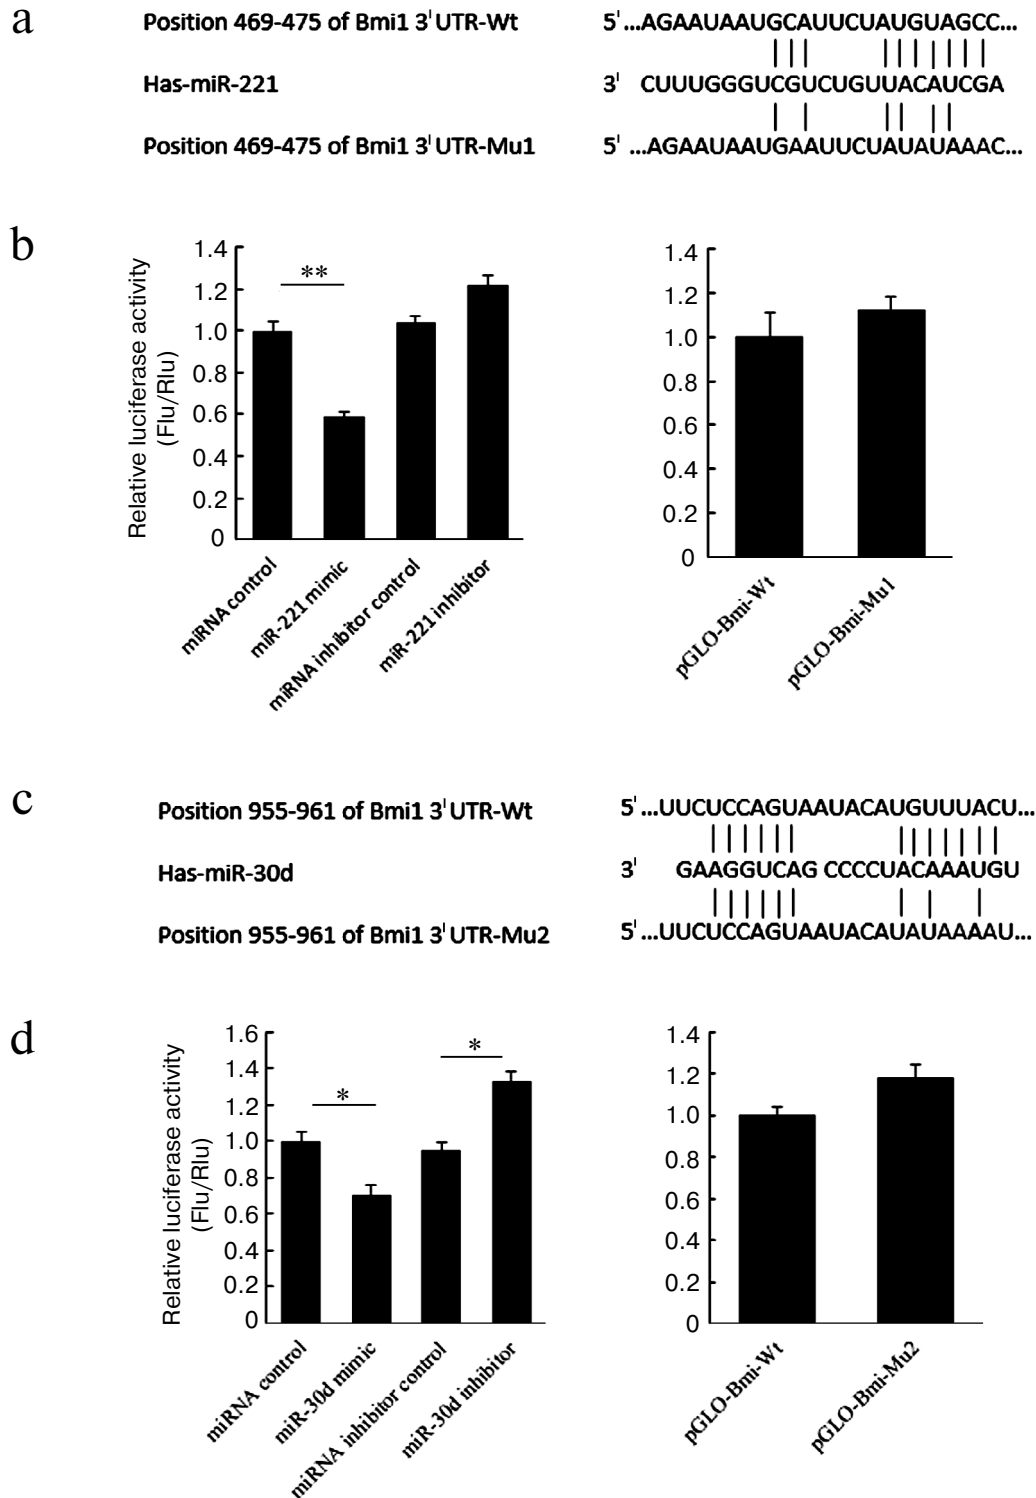 a
Position 469-475 of Bmi1 3'UTR-Wt 5'...AGAAUAAUGCAUUCUAUGUAGCC...
Has-miR-221 3' CUUUGGGUCGUCUGUUACAUCGA
Position 469-475 of Bmi1 3'UTR-Mu1 5' ...AGAAUAAUGAAUUCUAUAUAAAC...
b
Relative luciferase activity
(Flu/Rlu)
1.4
1.2
1.0
0.8
0.6
0.4
0.2
0
**
miRNA control
miR-221 mimic
miRNA inhibitor control
miR-221 inhibitor
1.4
1.2
1.0
0.8
0.6
0.4
0.2
0
pGLO-Bmi-Wt
pGLO-Bmi-Mu1
c
Position 955-961 of Bmi1 3'UTR-Wt 5'...UUCUCCAGUAAUACAUGUUUACU...
Has-miR-30d 3' GAAGGUCAG CCCCUACAAAUGU
Position 955-961 of Bmi1 3'UTR-Mu2 5'...UUCUCCAGUAAUACAUAUAAAAU...
d
Relative luciferase activity
(Flu/Rlu)
1.6
1.4
1.2
1.0
0.8
0.6
0.4
0.2
0
*
*
miRNA control
miR-30d mimic
miRNA inhibitor control
miR-30d inhibitor
1.4
1.2
1.0
0.8
0.6
0.4
0.2
0
pGLO-Bmi-Wt
pGLO-Bmi-Mu2